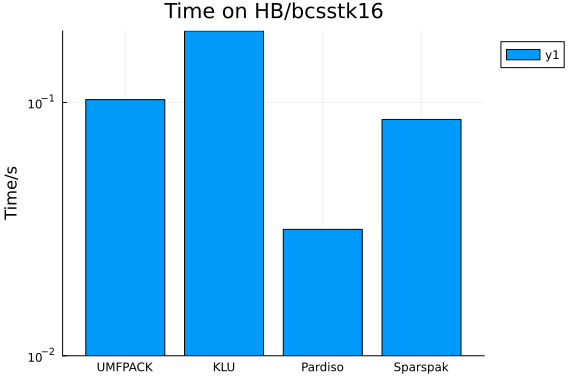 Time on HB/bcsstk16
y1
10⁻¹
Time/s
10⁻²
UMFPACK KLU Pardiso Sparspak